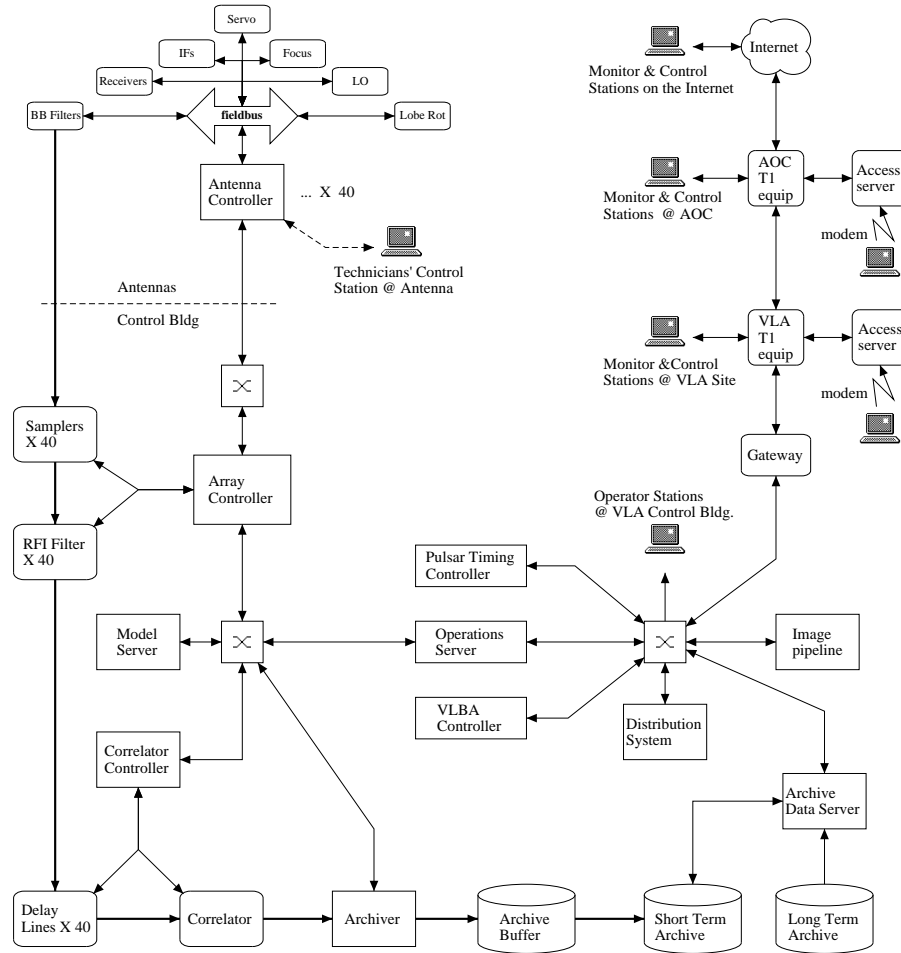 Servo
IFs
Focus
Receivers
LO
BB Filters
fieldbus
Lobe Rot
Antenna
Controller
... X 40
Technicians' Control
Station @ Antenna
Antennas
Control Bldg
Samplers
X 40
Array
Controller
RFI Filter
X 40
Model
Server
Correlator
Controller
Delay
Lines X 40
Correlator
Archiver
Archive
Buffer
Short Term
Archive
Long Term
Archive
Internet
Monitor & Control
Stations on the Internet
AOC
T1
equip
Access
server
Monitor & Control
Stations @ AOC
modem
VLA
T1
equip
Access
server
Monitor &Control
Stations @ VLA Site
modem
Gateway
Operator Stations
@ VLA Control Bldg.
Pulsar Timing
Controller
Operations
Server
Image
pipeline
VLBA
Controller
Distribution
System
Archive
Data Server